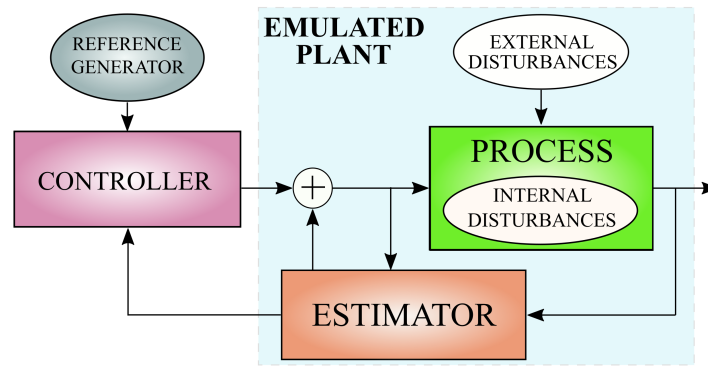 REFERENCE
GENERATOR
EMULATED
PLANT
EXTERNAL
DISTURBANCES
CONTROLLER
+
PROCESS
INTERNAL
DISTURBANCES
ESTIMATOR